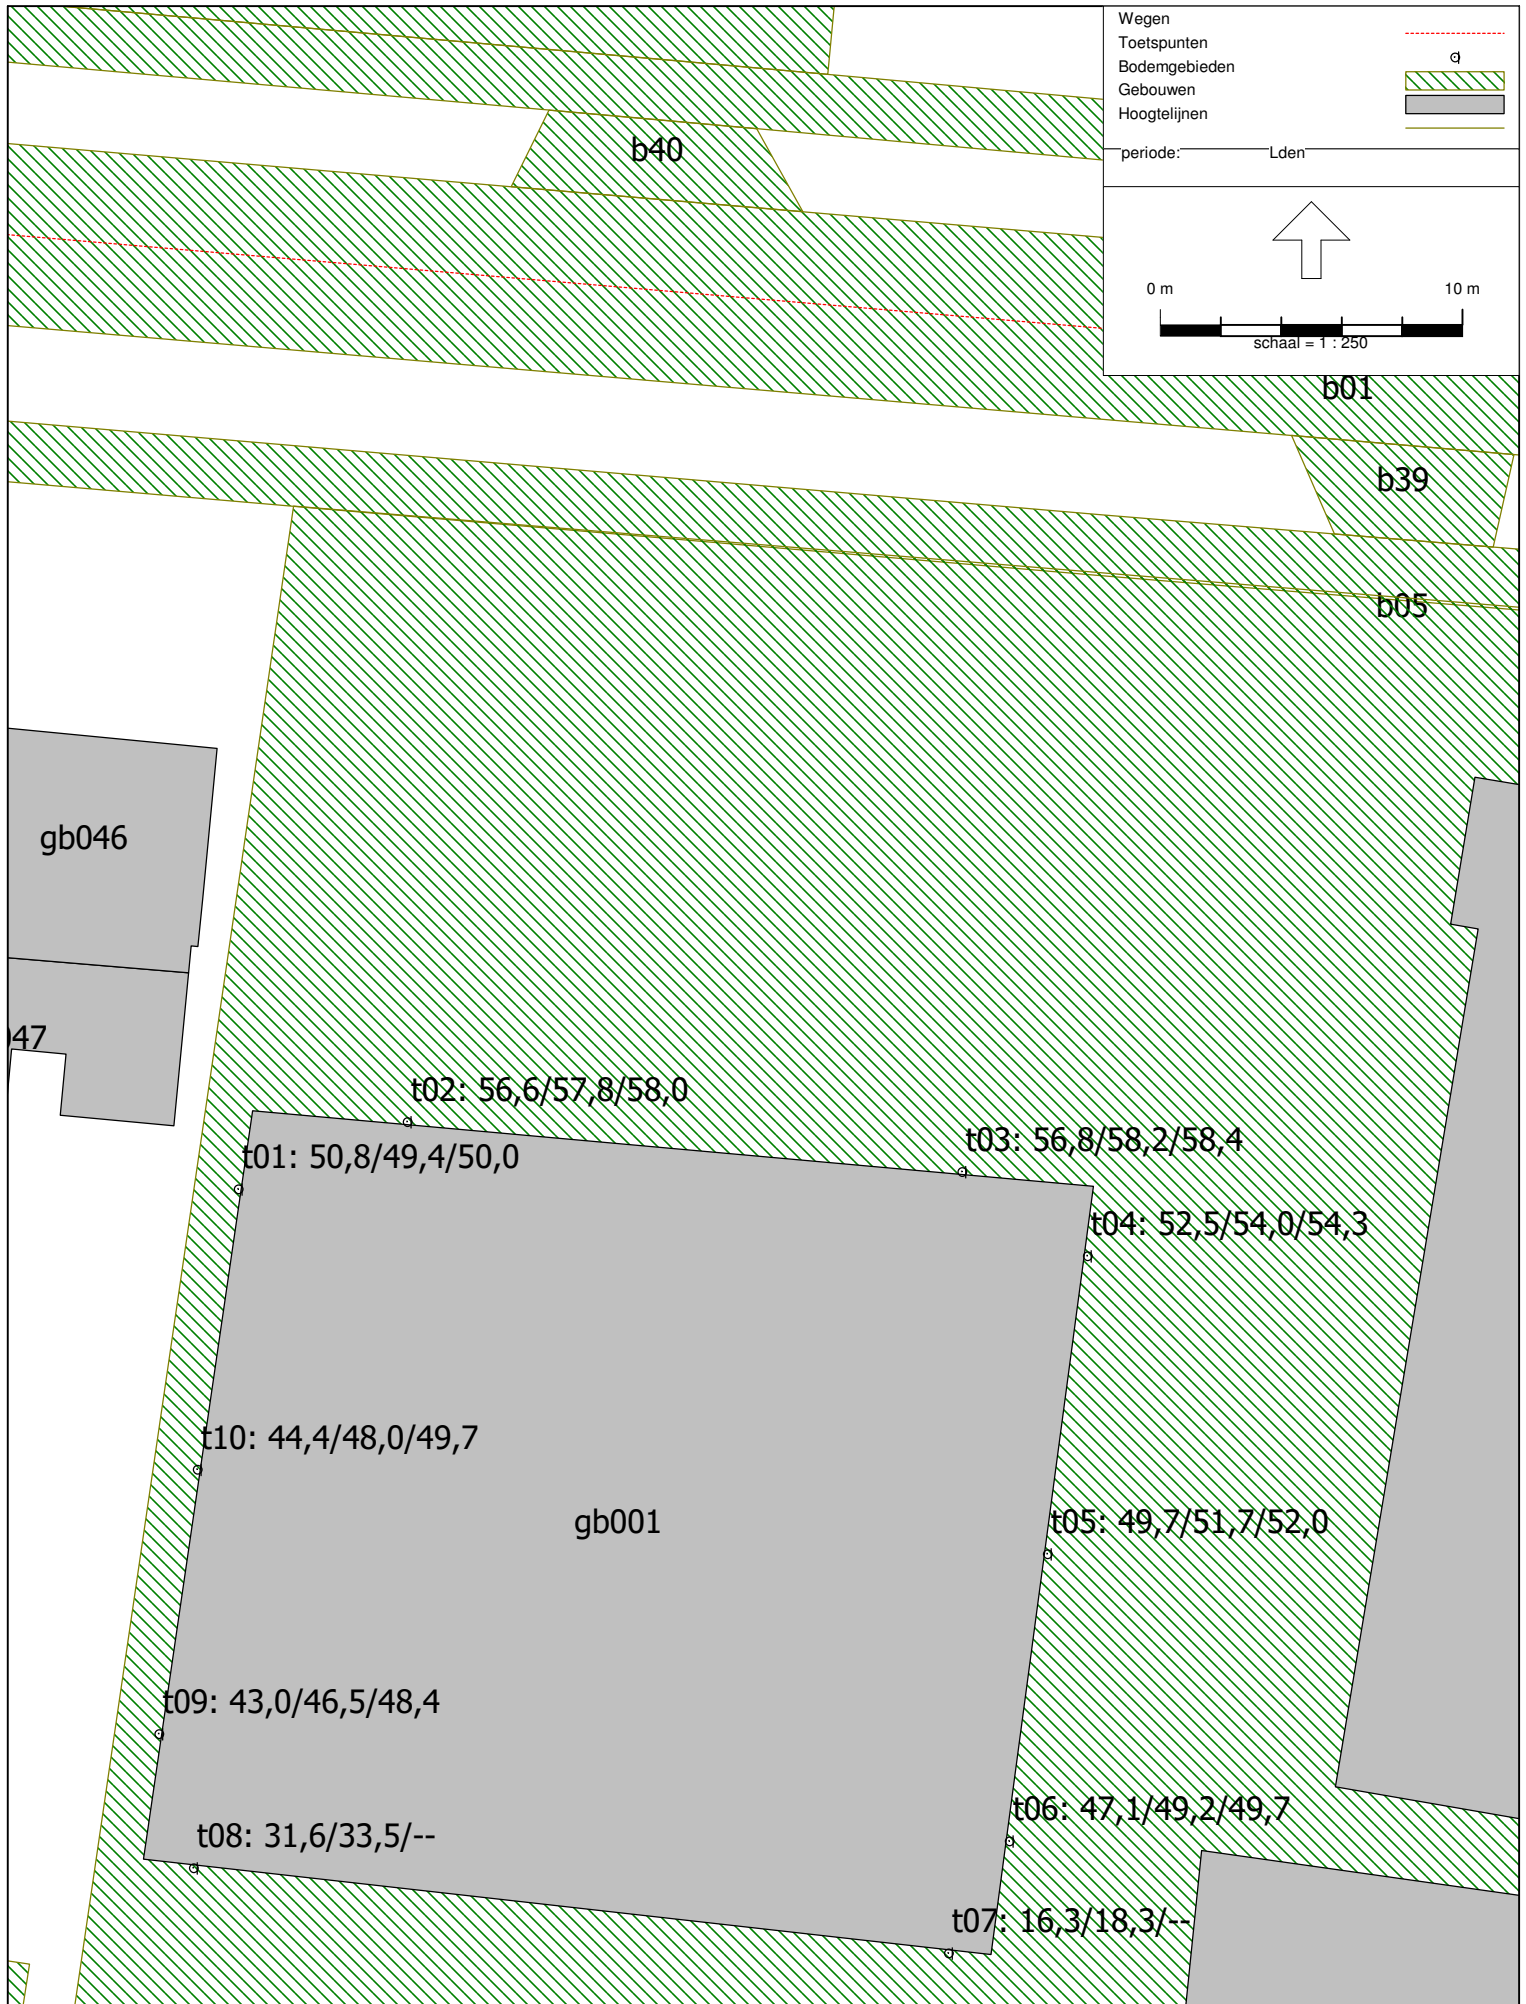 Wegen
Toetspunten
Bodemgebieden
Gebouwen
Hoogtelijnen
periode: Lden
0 m 10 m
schaal = 1 : 250
b40
b01
b39
b05
gb046
047
t02: 56,6/57,8/58,0
t03: 56,8/58,2/58,4
t01: 50,8/49,4/50,0
t04: 52,5/54,0/54,3
t10: 44,4/48,0/49,7
gb001
t05: 49,7/51,7/52,0
t09: 43,0/46,5/48,4
t06: 47,1/49,2/49,7
t08: 31,6/33,5/--
t07: 16,3/18,3/--